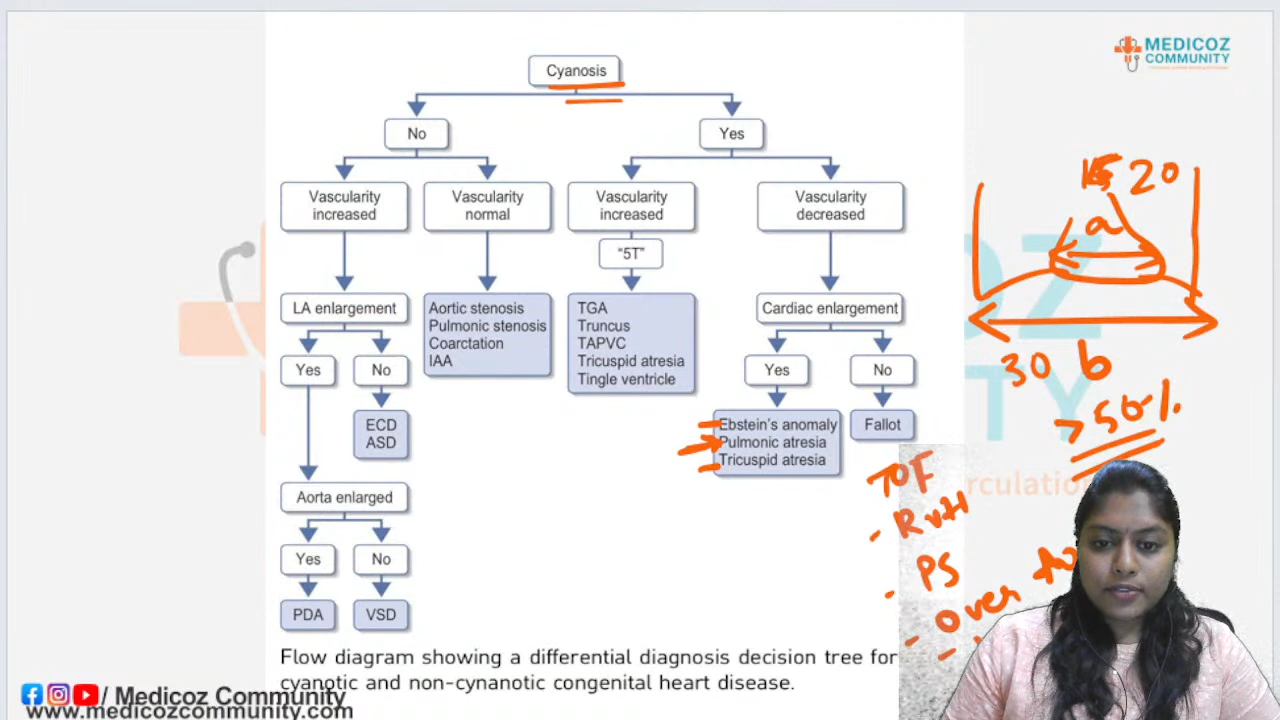 MEDICOZ
COMMUNITY
Cyanosis
No
Yes
Vascularity
increased
Vascularity
normal
Vascularity
increased
Vascularity
decreased
“5T”
LA enlargement
Aortic stenosis
Pulmonic stenosis
Coarctation
IAA
TGA
Truncus
TAPVC
Tricuspid atresia
Tingle ventricle
Cardiac enlargement
Yes
No
Yes
No
ECD
ASD
Ebstein's anomaly
Pulmonic atresia
Tricuspid atresia
Fallot
Aorta enlarged
Yes
No
PDA
VSD
20
a
30 b
> 50%
TOF
- RVH
- PS
- Over
Flow diagram showing a differential diagnosis decision tree for
cyanotic and non-cynanotic congenital heart disease.
/ Medicoz Community
www.medicozcommunity.com